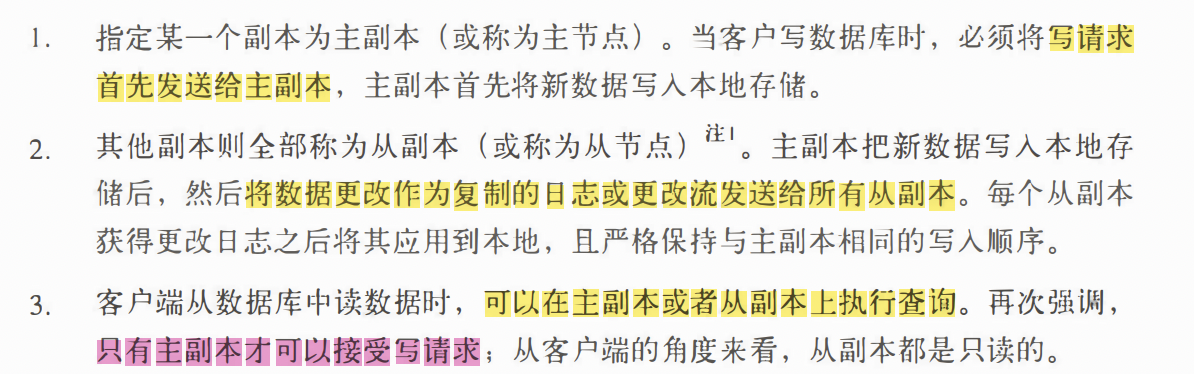 1. 指定某一个副本为主副本（或称为主节点）。当客户写数据库时，必须将写请求
首先发送给主副本，主副本首先将新数据写入本地存储。
2. 其他副本则全部称为从副本（或称为从节点）注1。主副本把新数据写入本地存
储后，然后将数据更改作为复制的日志或更改流发送给所有从副本。每个从副本
获得更改日志之后将其应用到本地，且严格保持与主副本相同的写入顺序。
3. 客户端从数据库中读数据时，可以在主副本或者从副本上执行查询。再次强调，
只有主副本才可以接受写请求；从客户端的角度来看，从副本都是只读的。